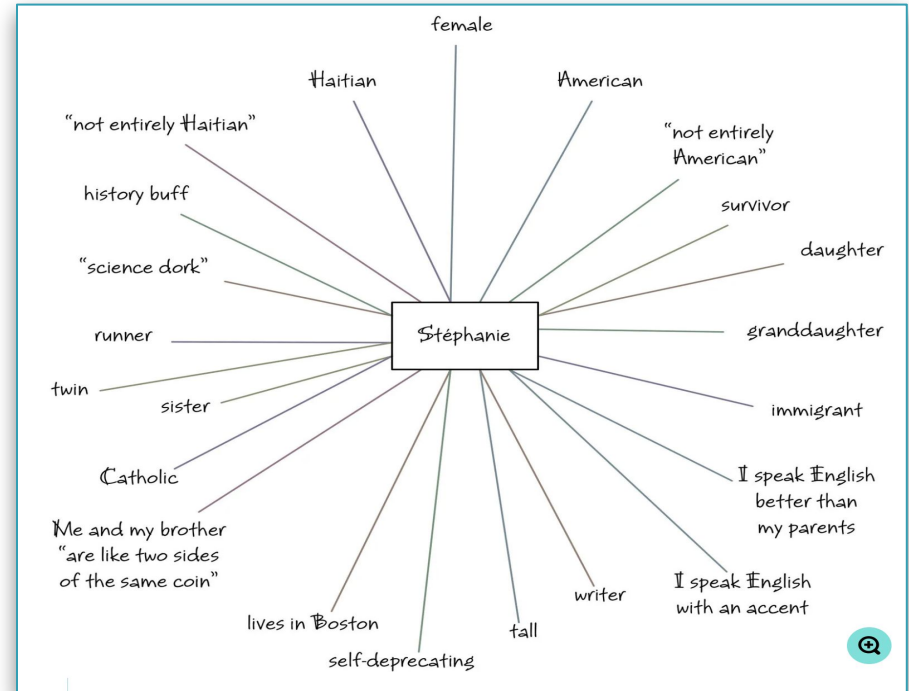 female
Haitian
American
“not entirely Haitian”
“not entirely
American”
history buff
survivor
“science dork”
daughter
runner
Stéphanie
granddaughter
twin
sister
immigrant
Catholic
I speak English
better than
my parents
Me and my brother
“are like two sides
of the same coin”
I speak English
with an accent
writer
lives in Boston
tall
self-deprecating